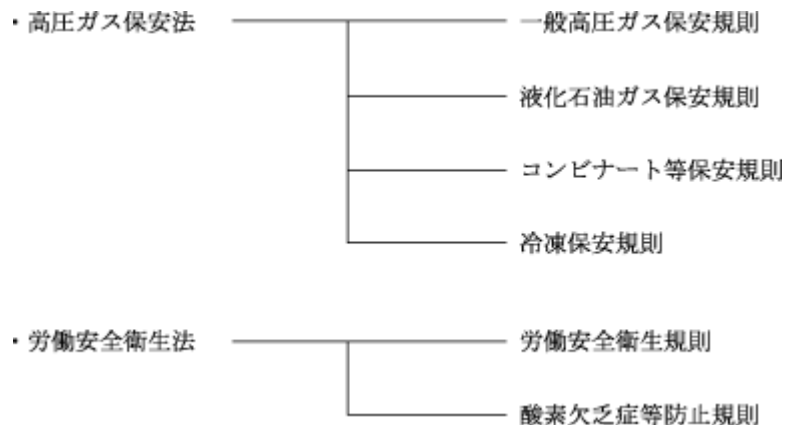 ・高圧ガス保安法 一般高圧ガス保安規則
液化石油ガス保安規則
コンビナート等保安規則
冷凍保安規則
・労働安全衛生法 労働安全衛生規則
酸素欠乏症等防止規則